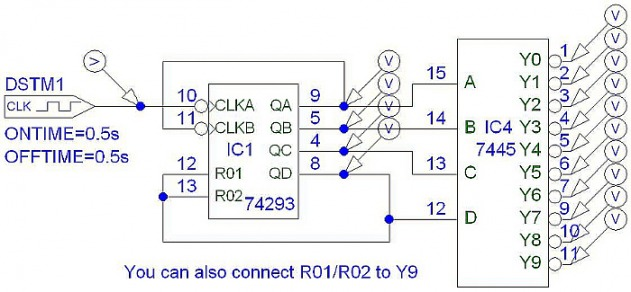 DSTM1
CLK
ONTIME=0.5s
OFFTIME=0.5s
>
10 CLKA QA 9
11 CLKB QB 5
IC1 QC 4
12 R01 QD 8
13 R02
74293
V
V
V
V
15 A
14 B
13 C
12 D
IC4
7445
Y0 1 V
Y1 2 V
Y2 3 V
Y3 4 V
Y4 5 V
Y5 6 V
Y6 7 V
Y7 9 V
Y8 10 V
Y9 11 V
You can also connect R01/R02 to Y9